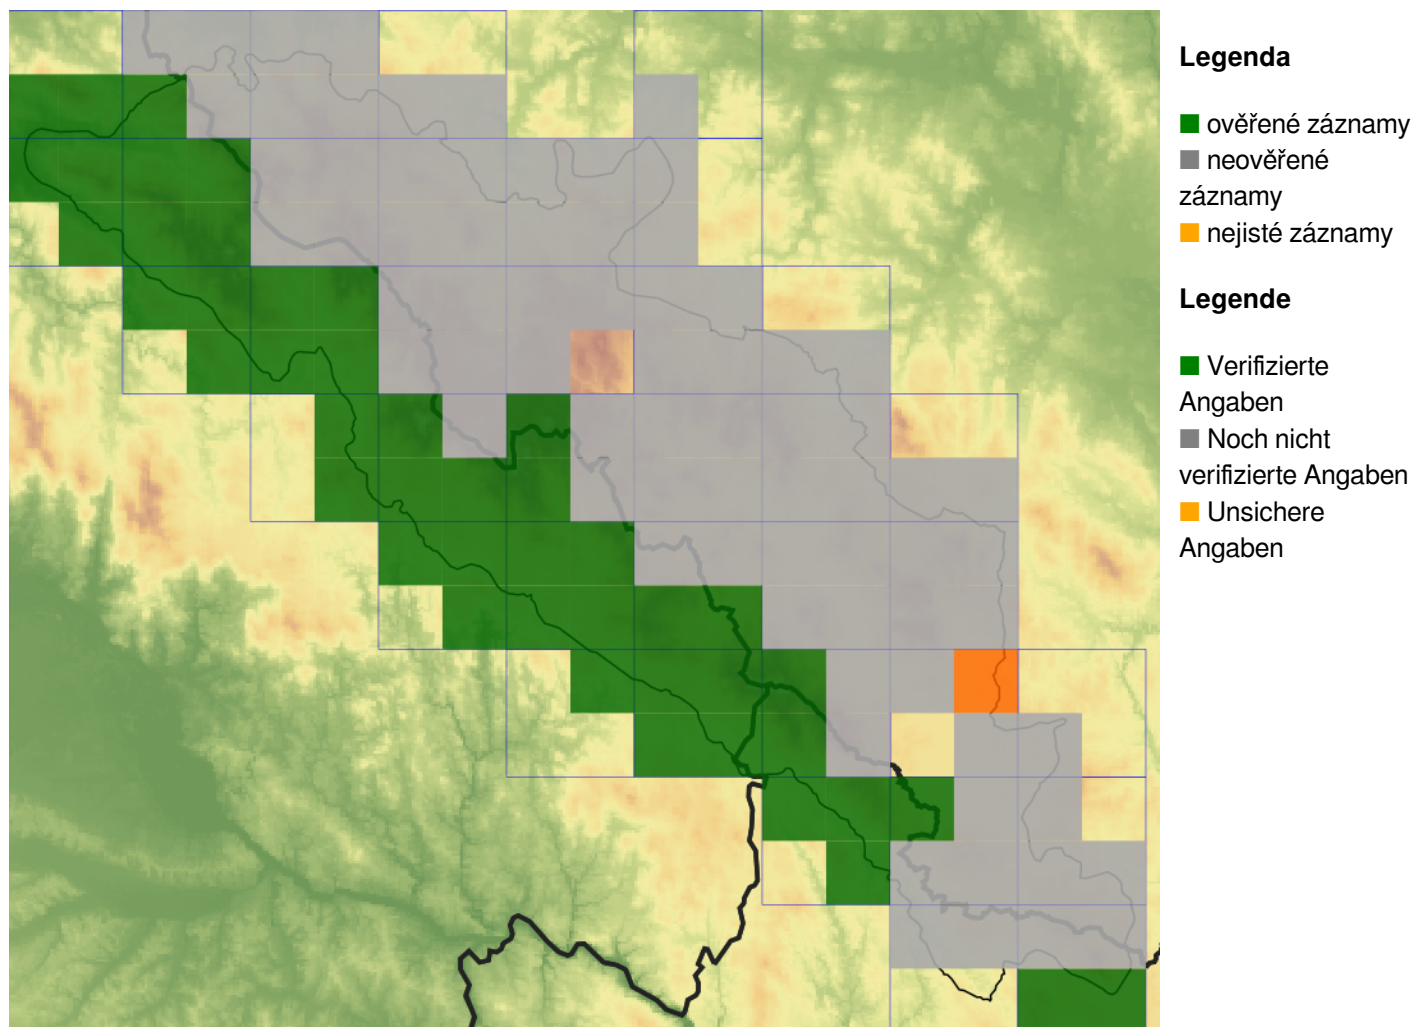 Legenda
ověřené záznamy
neověřené
záznamy
nejisté záznamy
Legende
Verifizierte
Angaben
Noch nicht
verifizierte Angaben
Unsichere
Angaben